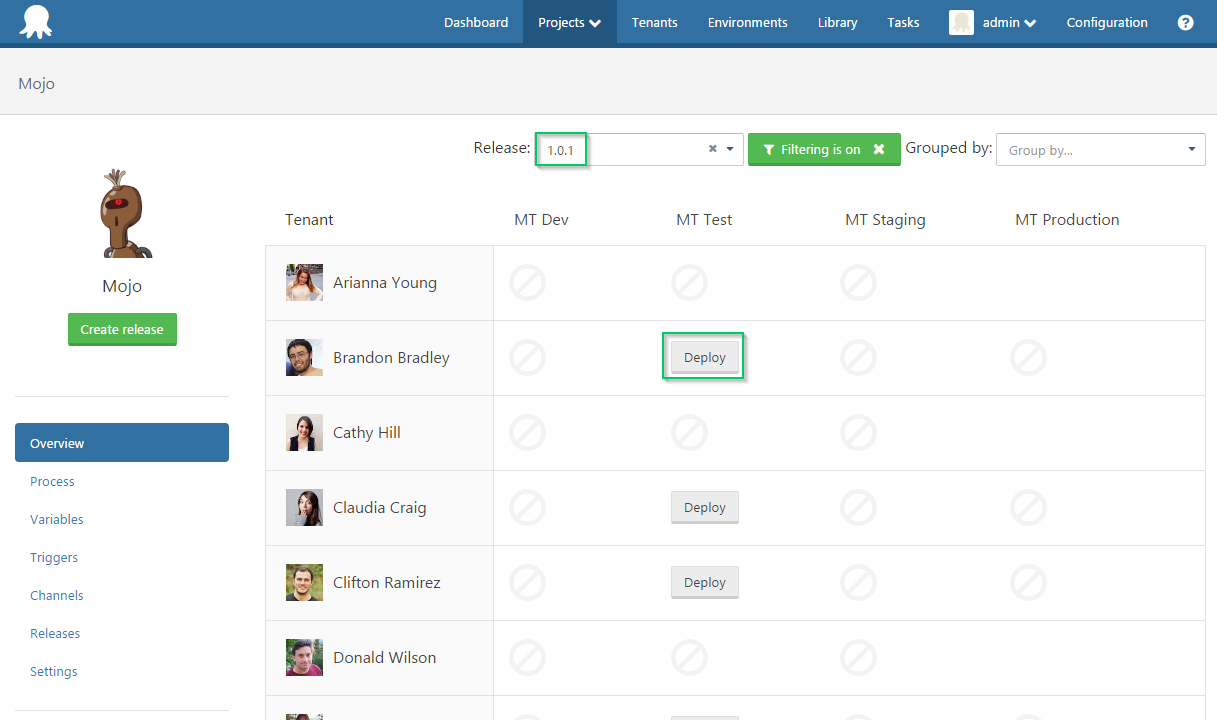 Dashboard Projects Tenants Environments Library Tasks admin Configuration ?
Mojo
Release: 1.0.1 Filtering is on Grouped by: Group by...
Mojo
Create release
Overview
Process
Variables
Triggers
Channels
Releases
Settings
Tenant MT Dev MT Test MT Staging MT Production
Arianna Young
Brandon Bradley Deploy
Cathy Hill
Claudia Craig Deploy
Clifton Ramirez Deploy
Donald Wilson